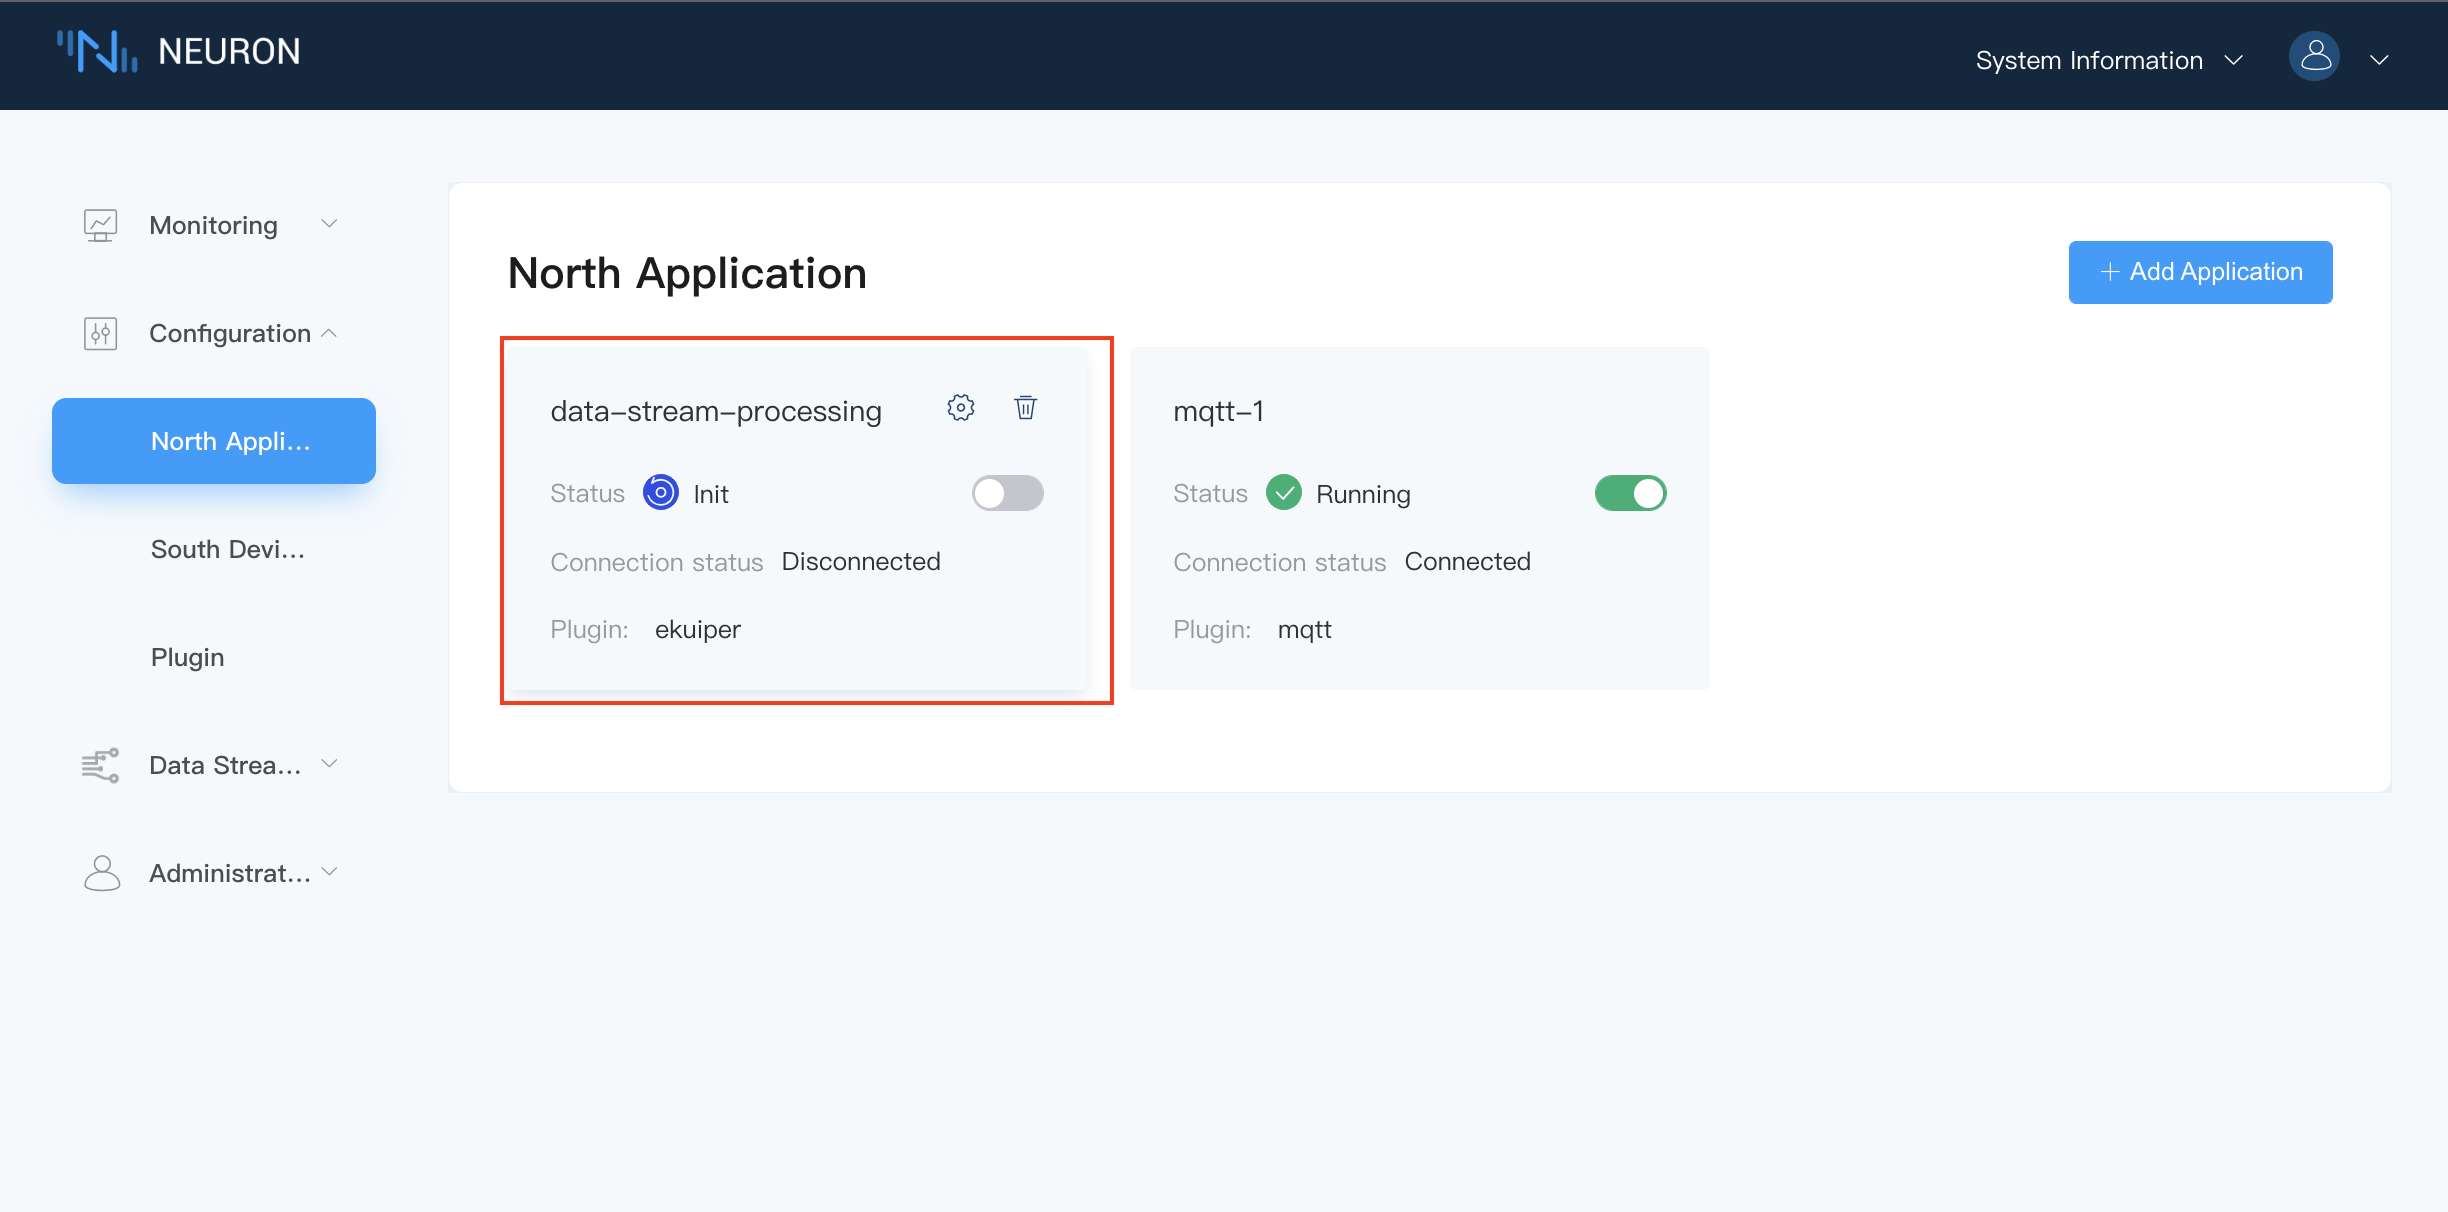 NEURON
System Information
Monitoring
Configuration
North Appli...
South Devi...
Plugin
Data Strea...
Administrat...
North Application
Add Application
data-stream-processing
Status Init
Connection status Disconnected
Plugin: ekuiper
mqtt-1
Status Running
Connection status Connected
Plugin: mqtt